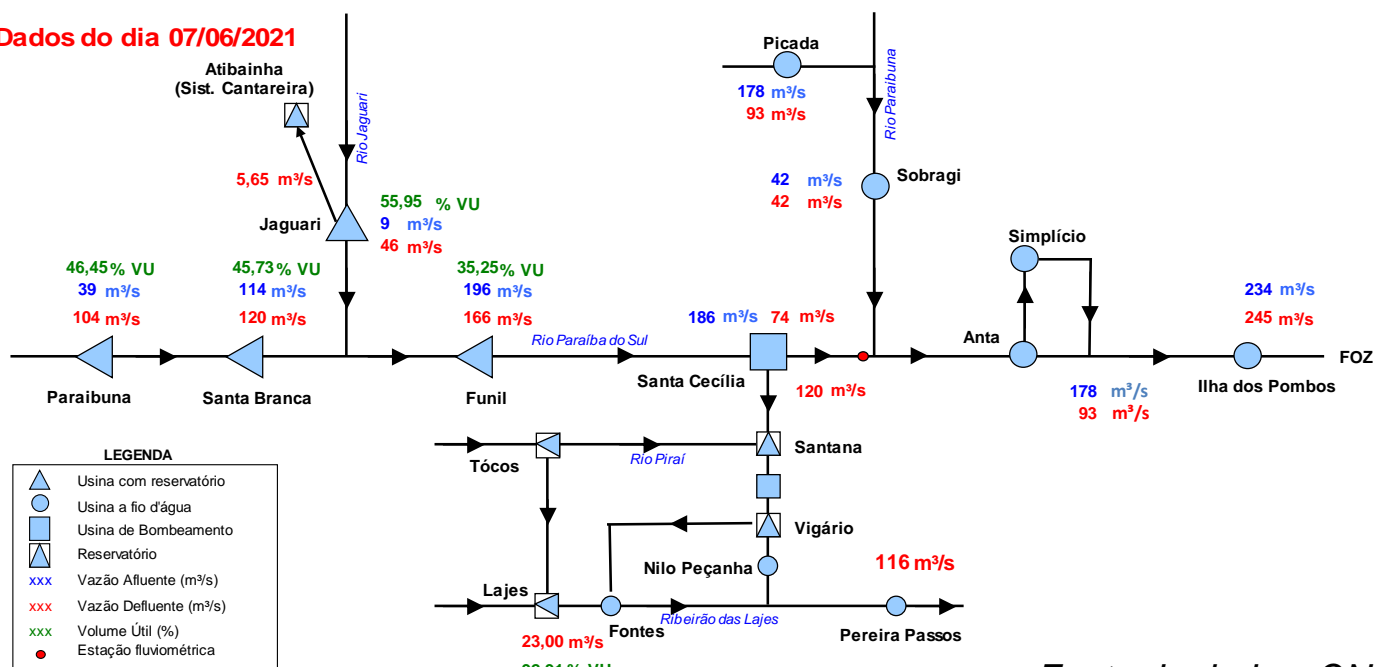 Dados do dia 07/06/2021
Atibainha
(Sist. Cantareira)
Rio Jaguari
5,65 m³/s
Jaguari
55,95 % VU
9 m³/s
46 m³/s
Picada
178 m³/s
93 m³/s
Rio Paraibuna
Sobragi
42 m³/s
42 m³/s
46,45 % VU
39 m³/s
104 m³/s
Paraibuna
45,73 % VU
114 m³/s
120 m³/s
Santa Branca
35,25 % VU
196 m³/s
166 m³/s
Funil
Rio Paraíba do Sul
186 m³/s 74 m³/s
Santa Cecília
120 m³/s
Simplício
Anta
178 m³/s
93 m³/s
234 m³/s
245 m³/s
Ilha dos Pombos
FOZ
Tócos
Rio Piraí
Santana
Vigário
Nilo Peçanha
116 m³/s
Lajes
Fontes
Ribeirão das Lajes
Pereira Passos
23,00 m³/s
LEGENDA
Usina com reservatório
Usina a fio d'água
Usina de Bombeamento
Reservatório
xxx Vazão Afluente (m³/s)
xxx Vazão Defluente (m³/s)
xxx Volume Útil (%)
Estação fluviométrica